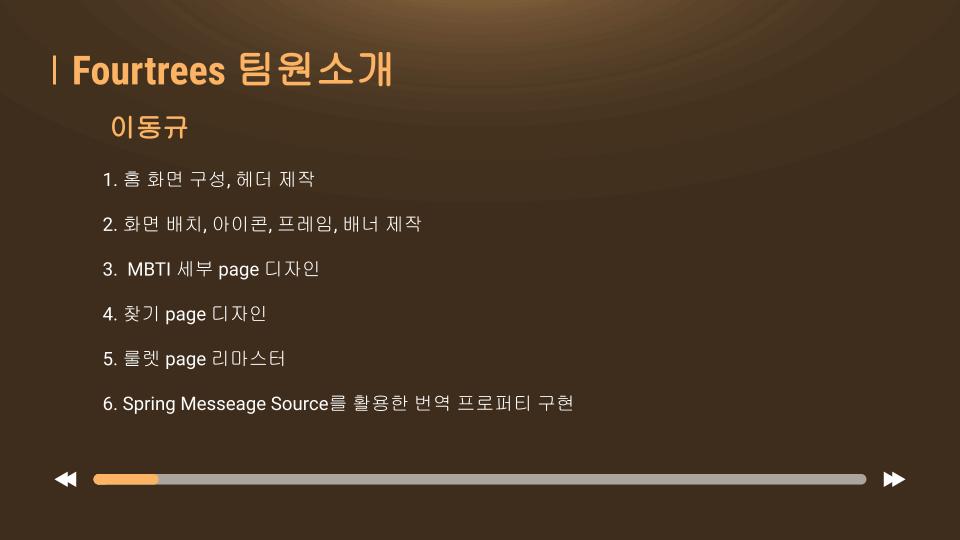 Fourtrees 팀원소개
이동규
1. 홈 화면 구성, 헤더 제작
2. 화면 배치, 아이콘, 프레임, 배너 제작
3. MBTI 세부 page 디자인
4. 찾기 page 디자인
5. 룰렛 page 리마스터
6. Spring Messeage Source를 활용한 번역 프로퍼티 구현